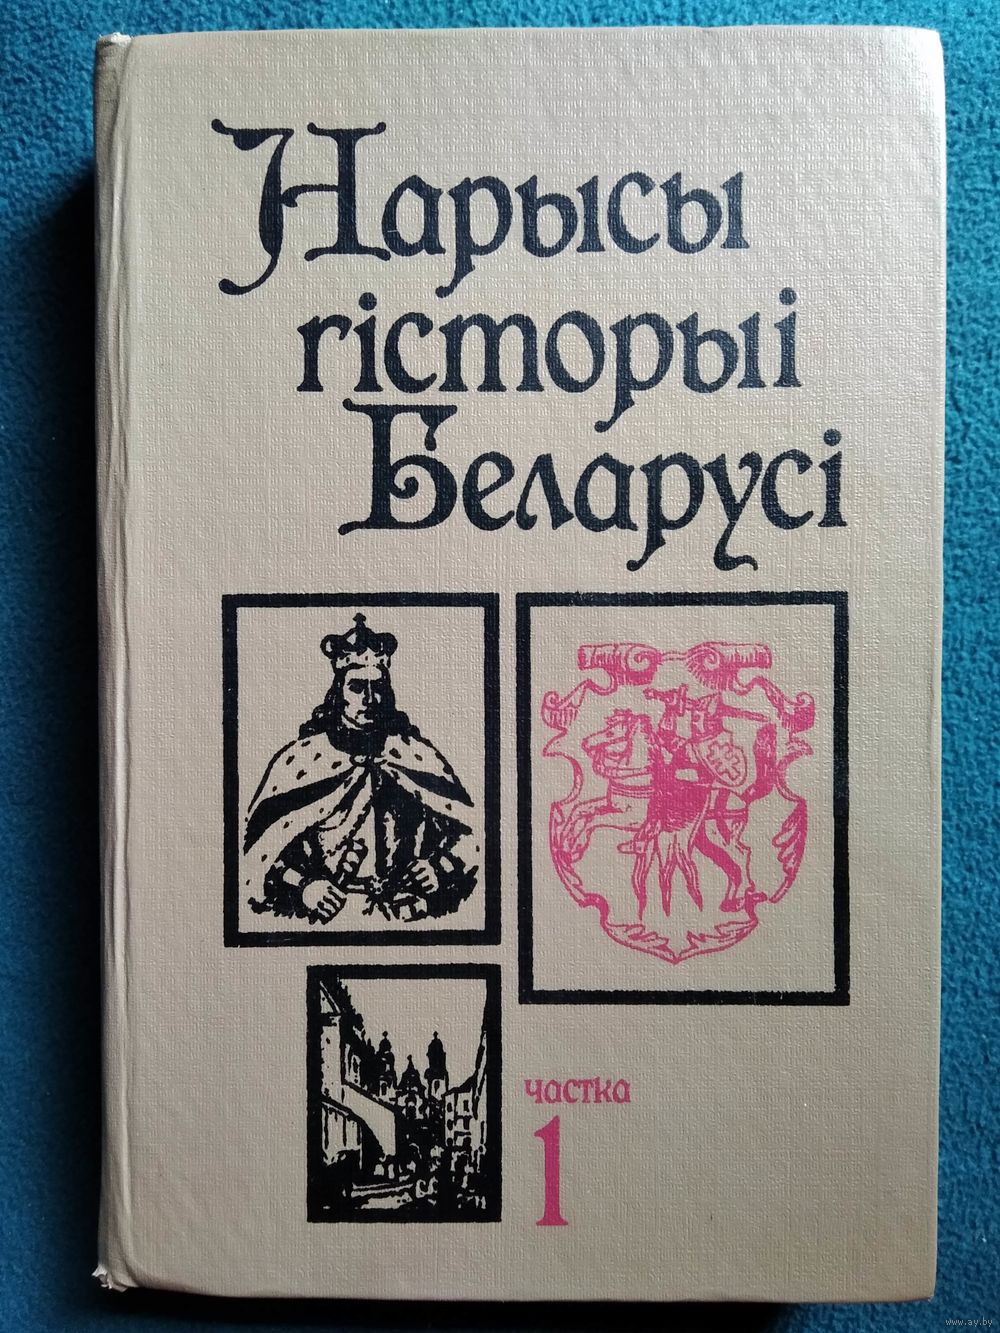 Нарысы
гісторыі
Беларусі
частка
1
www.ay.by